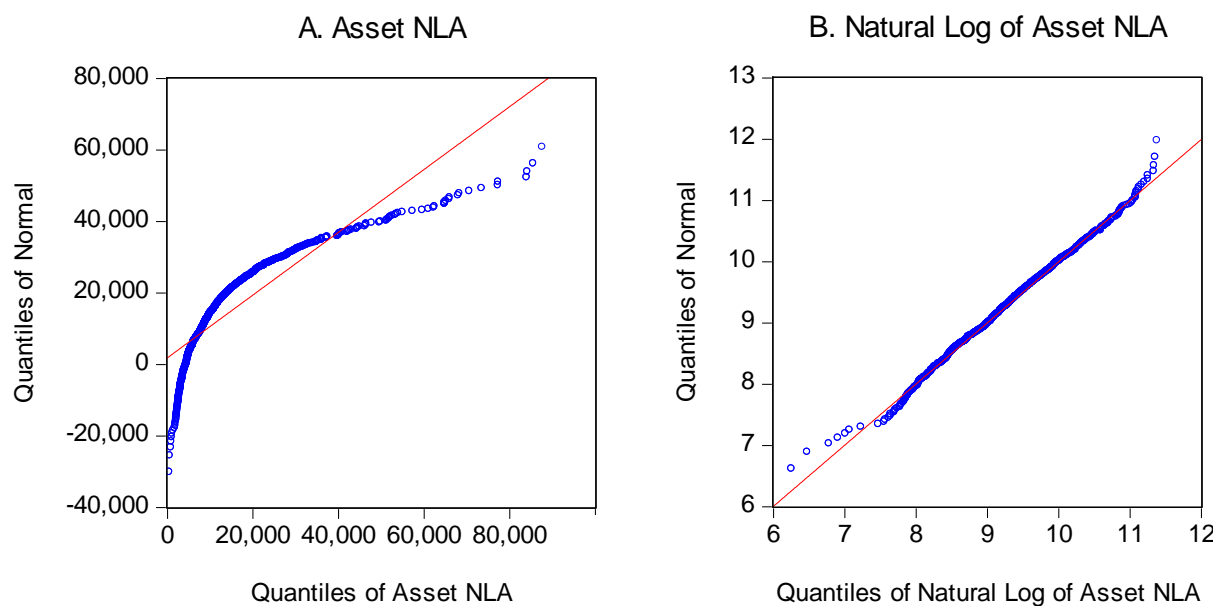 A. Asset NLA
80,000
60,000
40,000
20,000
0
-20,000
-40,000
Quantiles of Normal
0 20,000 40,000 60,000 80,000
Quantiles of Asset NLA
B. Natural Log of Asset NLA
13
12
11
10
9
8
7
6
Quantiles of Normal
6 7 8 9 10 11 12
Quantiles of Natural Log of Asset NLA